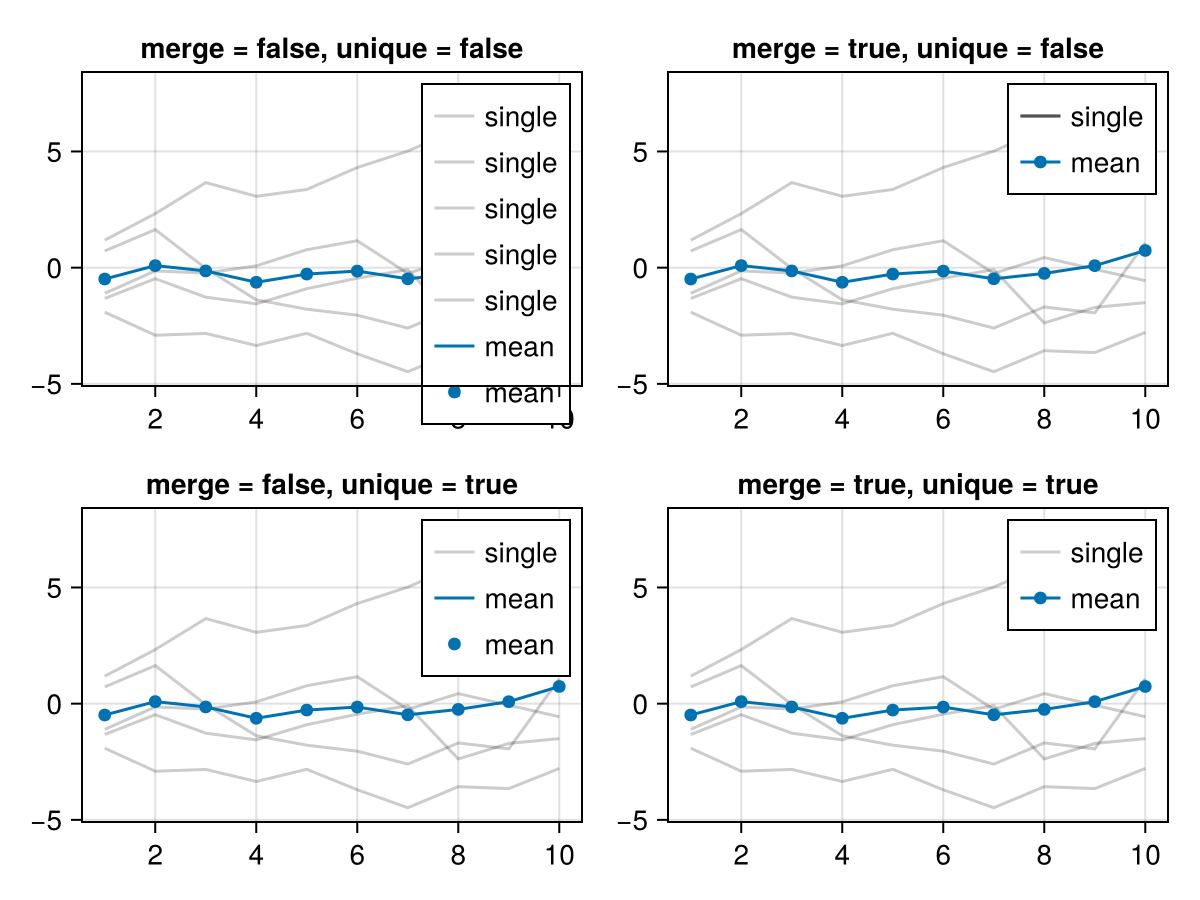 merge = false, unique = false
single
single
single
single
single
mean
mean
5
0
−5
2
4
6
8
10
merge = true, unique = false
single
mean
5
0
−5
2
4
6
8
10
merge = false, unique = true
single
mean
mean
5
0
−5
2
4
6
8
10
merge = true, unique = true
single
mean
5
0
−5
2
4
6
8
10